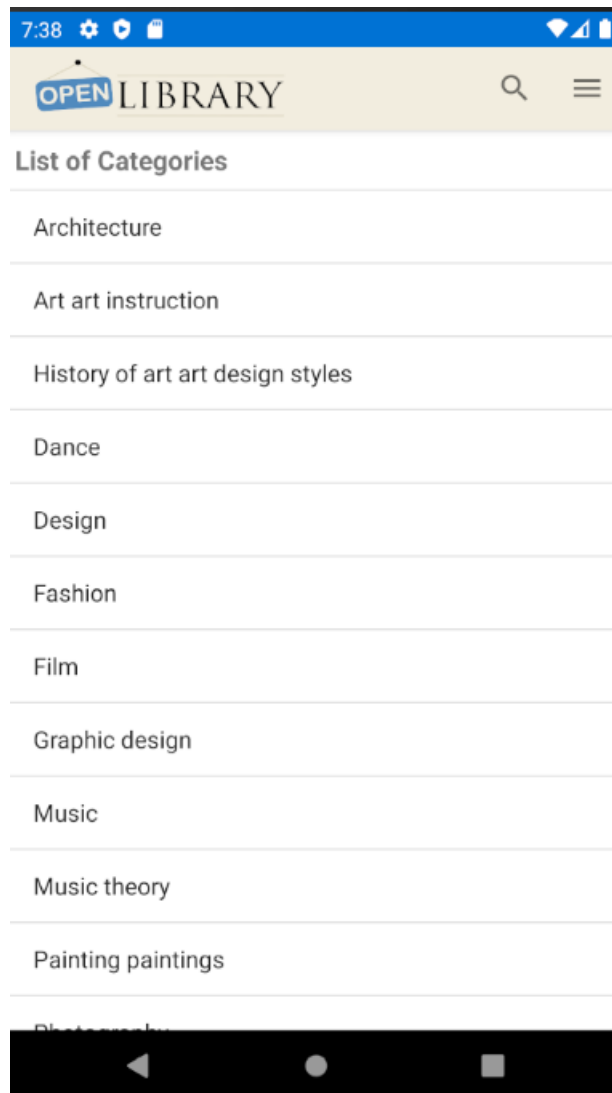 7:38
OPEN LIBRARY
List of Categories
Architecture
Art art instruction
History of art art design styles
Dance
Design
Fashion
Film
Graphic design
Music
Music theory
Painting paintings
Photography